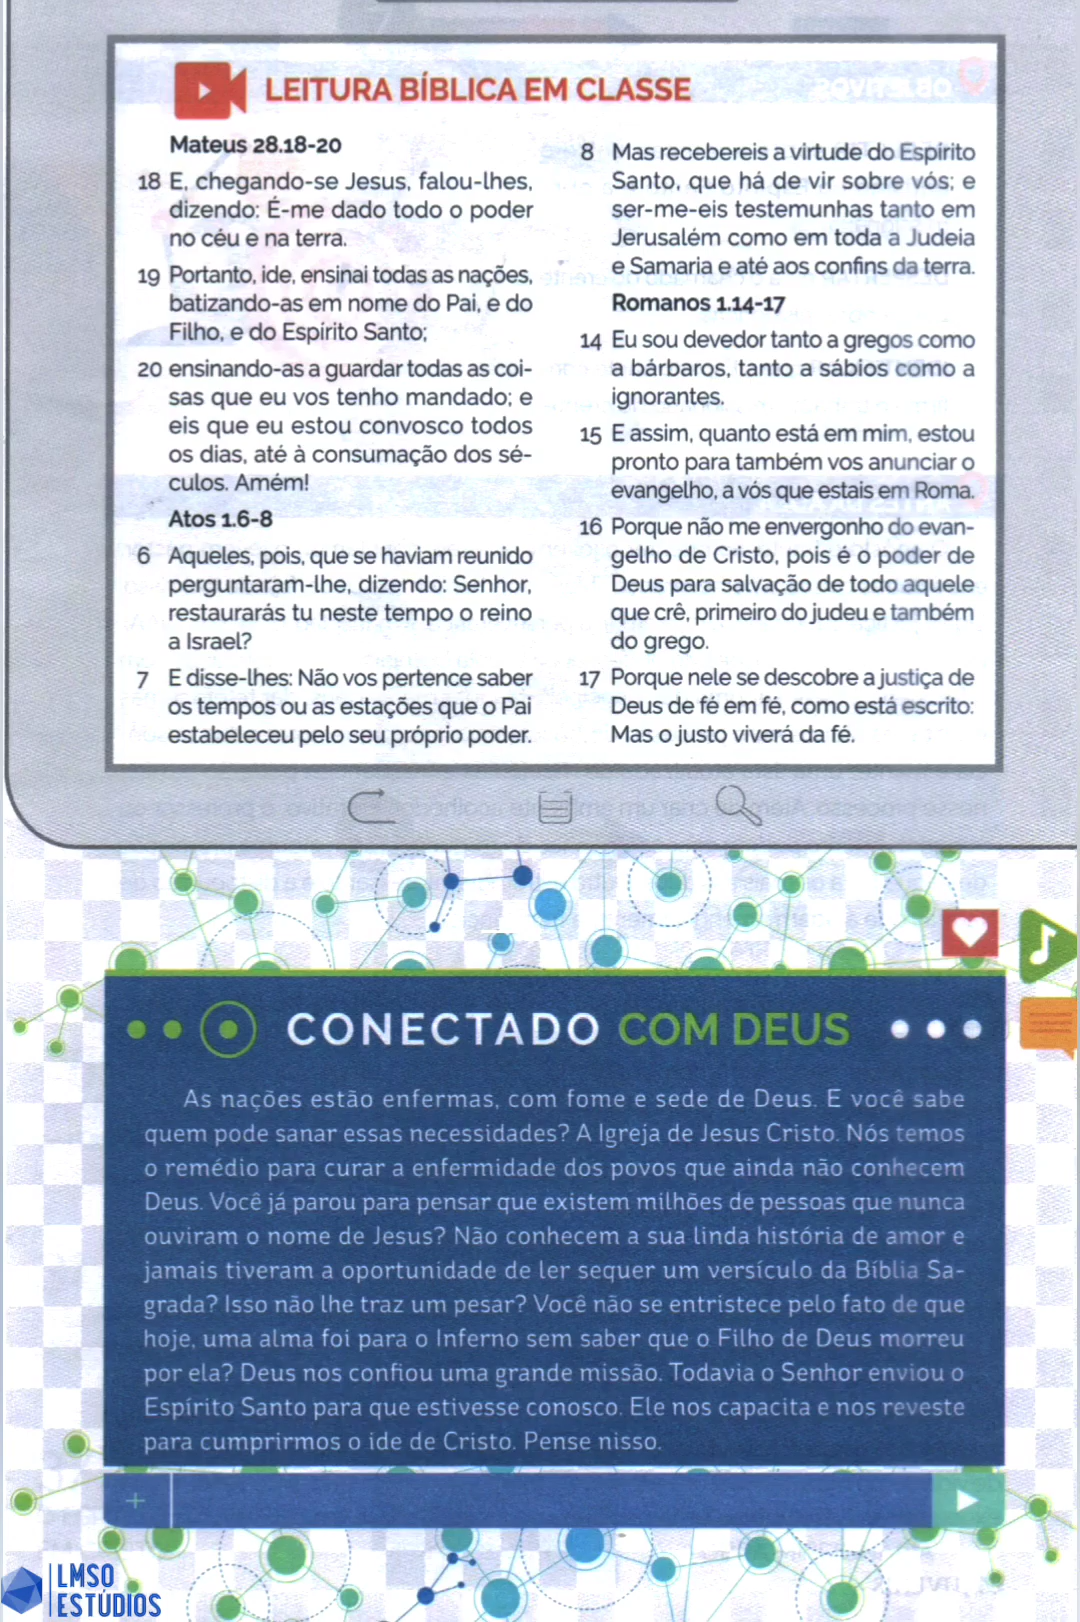 LEITURA BÍBLICA EM CLASSE
Mateus 28.18-20
18 E, chegando-se Jesus, falou-lhes,
dizendo: É-me dado todo o poder
no céu e na terra.
19 Portanto, ide, ensinai todas as nações,
batizando-as em nome do Pai, e do
Filho, e do Espírito Santo;
20 ensinando-as a guardar todas as coi-
sas que eu vos tenho mandado; e
eis que eu estou convosco todos
os dias, até à consumação dos sé-
culos. Amém!
Atos 1.6-8
6 Aqueles, pois, que se haviam reunido
perguntaram-lhe, dizendo: Senhor,
restaurarás tu neste tempo o reino
a Israel?
7 E disse-lhes: Não vos pertence saber
os tempos ou as estações que o Pai
estabeleceu pelo seu próprio poder.
8 Mas recebereis a virtude do Espírito
Santo, que há de vir sobre vós; e
ser-me-eis testemunhas tanto em
Jerusalém como em toda a Judeia
e Samaria e até aos confins da terra.
Romanos 1.14-17
14 Eu sou devedor tanto a gregos como
a bárbaros, tanto a sábios como a
ignorantes.
15 E assim, quanto está em mim, estou
pronto para também vos anunciar o
evangelho, a vós que estais em Roma.
16 Porque não me envergonho do evan-
gelho de Cristo, pois é o poder de
Deus para salvação de todo aquele
que crê, primeiro do judeu e também
do grego.
17 Porque nele se descobre a justiça de
Deus de fé em fé, como está escrito:
Mas o justo viverá da fé.
CONECTADO COM DEUS
As nações estão enfermas, com fome e sede de Deus. E você sabe
quem pode sanar essas necessidades? A Igreja de Jesus Cristo. Nós temos
o remédio para curar a enfermidade dos povos que ainda não conhecem
Deus. Você já parou para pensar que existem milhões de pessoas que nunca
ouviram o nome de Jesus? Não conhecem a sua linda história de amor e
jamais tiveram a oportunidade de ler sequer um versículo da Bíblia Sa-
grada? Isso não lhe traz um pesar? Você não se entristece pelo fato de que
hoje, uma alma foi para o Inferno sem saber que o Filho de Deus morreu
por ela? Deus nos confiou uma grande missão. Todavia o Senhor enviou o
Espírito Santo para que estivesse conosco. Ele nos capacita e nos reveste
para cumprirmos o ide de Cristo. Pense nisso.
LMSO
ESTÚDIOS